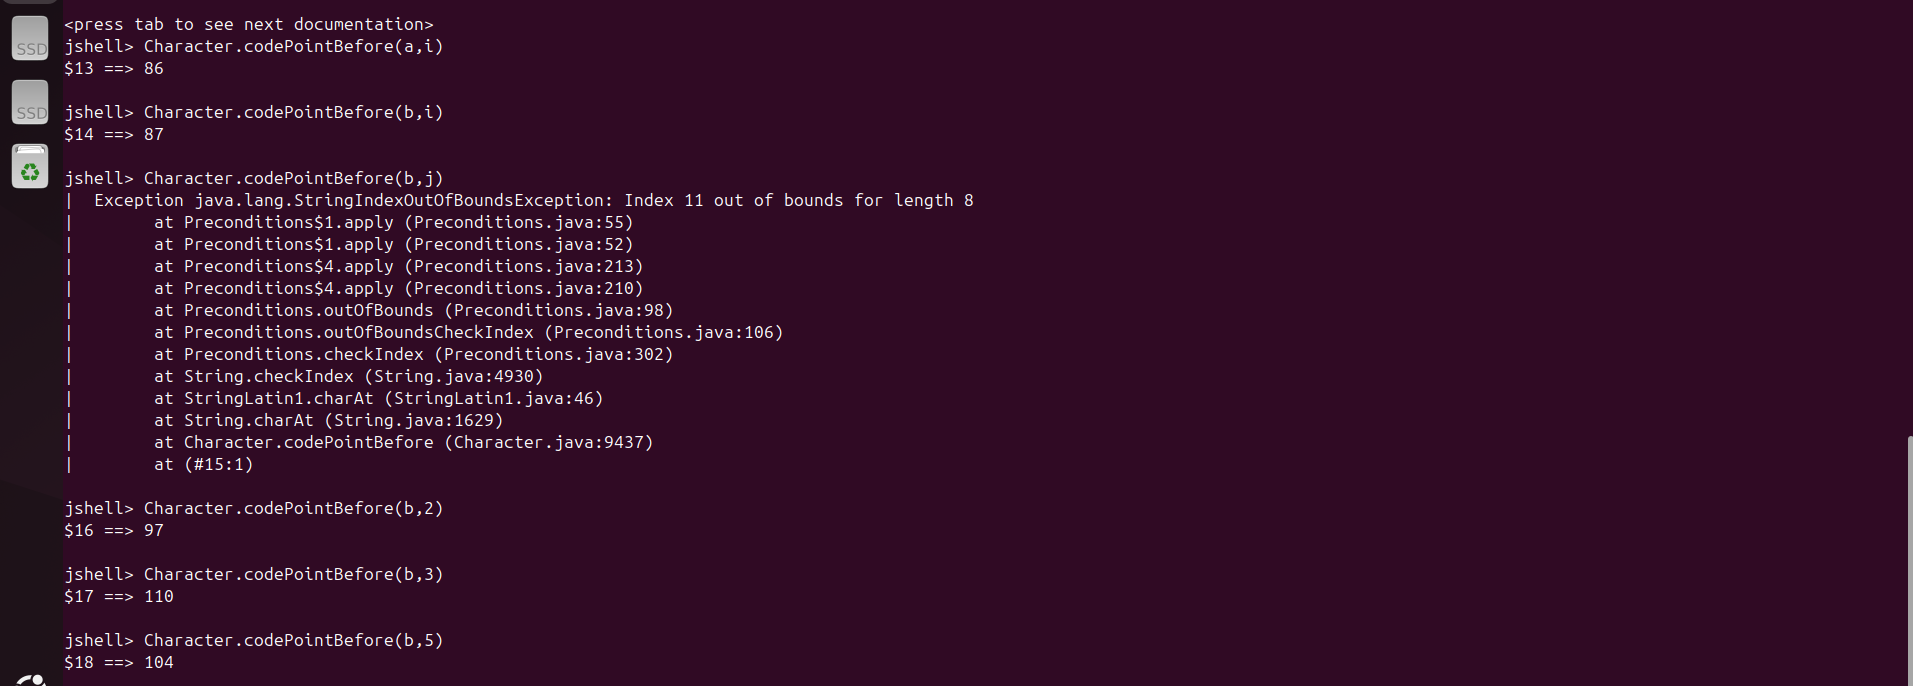 <press tab to see next documentation>
jshell> Character.codePointBefore(a,i)
$13 ==> 86
jshell> Character.codePointBefore(b,i)
$14 ==> 87
jshell> Character.codePointBefore(b,j)
|  Exception java.lang.StringIndexOutOfBoundsException: Index 11 out of bounds for length 8
|        at Preconditions$1.apply (Preconditions.java:55)
|        at Preconditions$1.apply (Preconditions.java:52)
|        at Preconditions$4.apply (Preconditions.java:213)
|        at Preconditions$4.apply (Preconditions.java:210)
|        at Preconditions.outOfBounds (Preconditions.java:98)
|        at Preconditions.outOfBoundsCheckIndex (Preconditions.java:106)
|        at Preconditions.checkIndex (Preconditions.java:302)
|        at String.checkIndex (String.java:4930)
|        at StringLatin1.charAt (StringLatin1.java:46)
|        at String.charAt (String.java:1629)
|        at Character.codePointBefore (Character.java:9437)
|        at (#15:1)
jshell> Character.codePointBefore(b,2)
$16 ==> 97
jshell> Character.codePointBefore(b,3)
$17 ==> 110
jshell> Character.codePointBefore(b,5)
$18 ==> 104
SSD
SSD